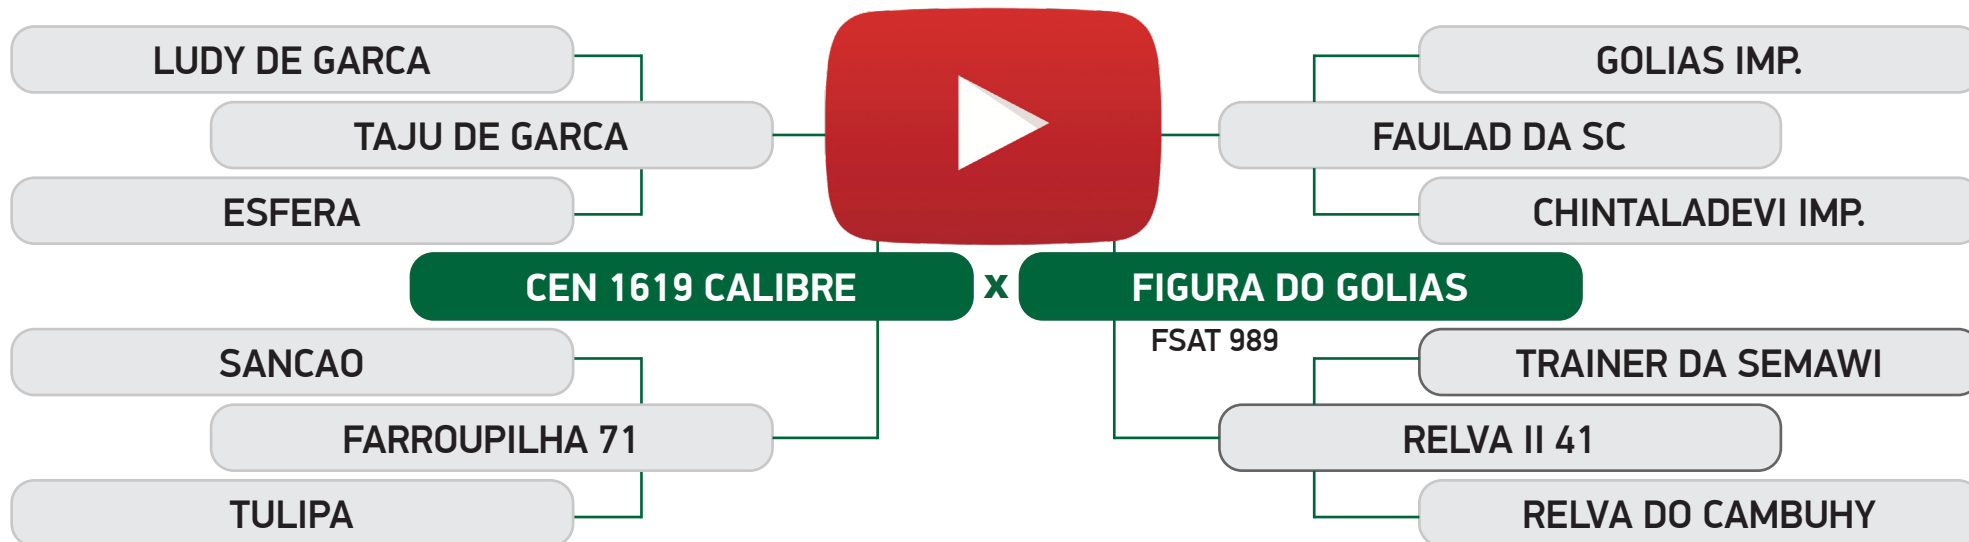 LUDY DE GARCA
GOLIAS IMP.
TAJU DE GARCA
FAULAD DA SC
ESFERA
CHINTALADEVI IMP.
CEN 1619 CALIBRE x FIGURA DO GOLIAS
FSAT 989
SANCAO
TRAINER DA SEMAWI
FARROUPILHA 71
RELVA II 41
TULIPA
RELVA DO CAMBUHY